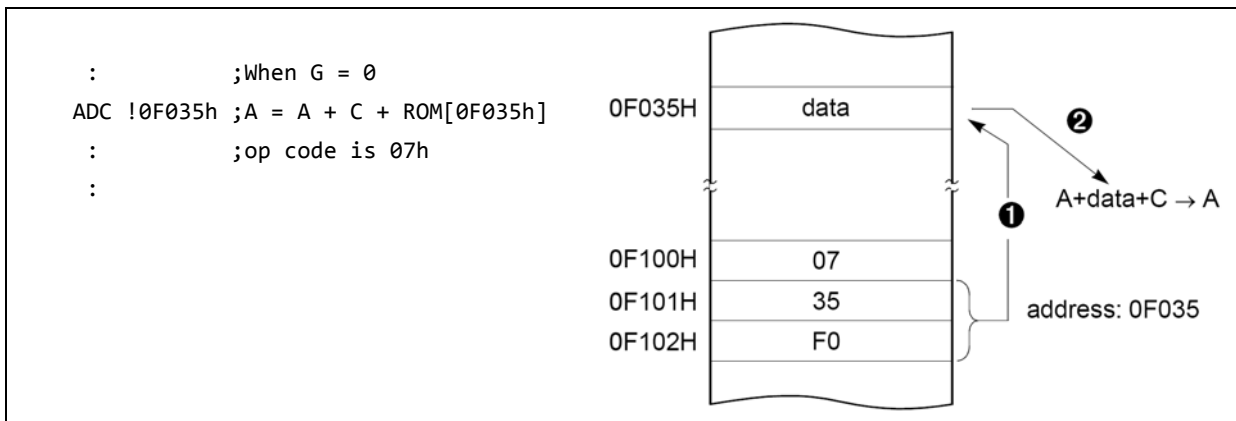 :               ;When G = 0
ADC !0F035h ;A = A + C + ROM[0F035h]
:               ;op code is 07h
:
0F035H data
❷
A+data+C → A
❶
0F100H 07
0F101H 35
address: 0F035
0F102H F0